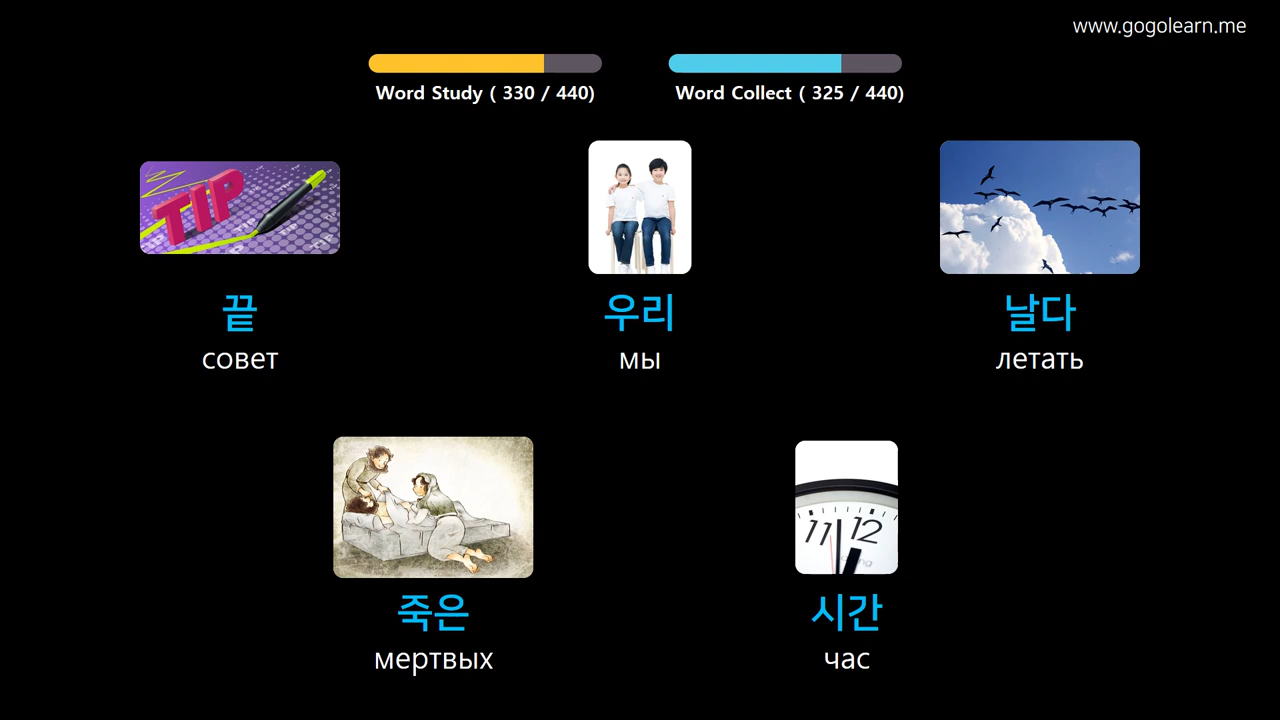 www.gogolearn.me
Word Study ( 330 / 440)
Word Collect ( 325 / 440)
TIP
끝
совет
우리
мы
날다
летать
죽은
мертвых
11 12
시간
час